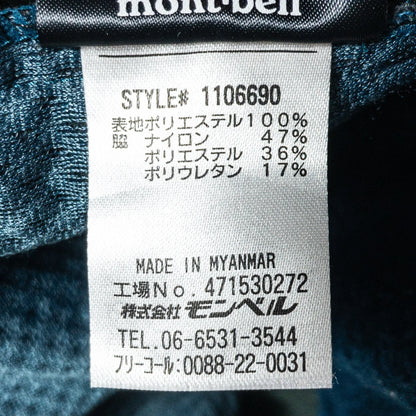 mont-bell
STYLE# 1106690
表地ポリエステル100%
脇 ナイロン 47%
ポリエステル 36%
ポリウレタン 17%
MADE IN MYANMAR
工場No. 471530272
株式会社モンベル
TEL. 06-6531-3544
フリーコール:0088-22-0031